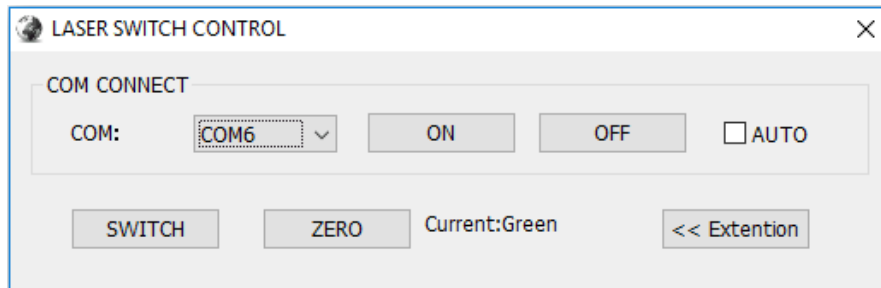 LASER SWITCH CONTROL
COM CONNECT
COM: COM6 ON OFF AUTO
SWITCH ZERO Current:Green << Extention